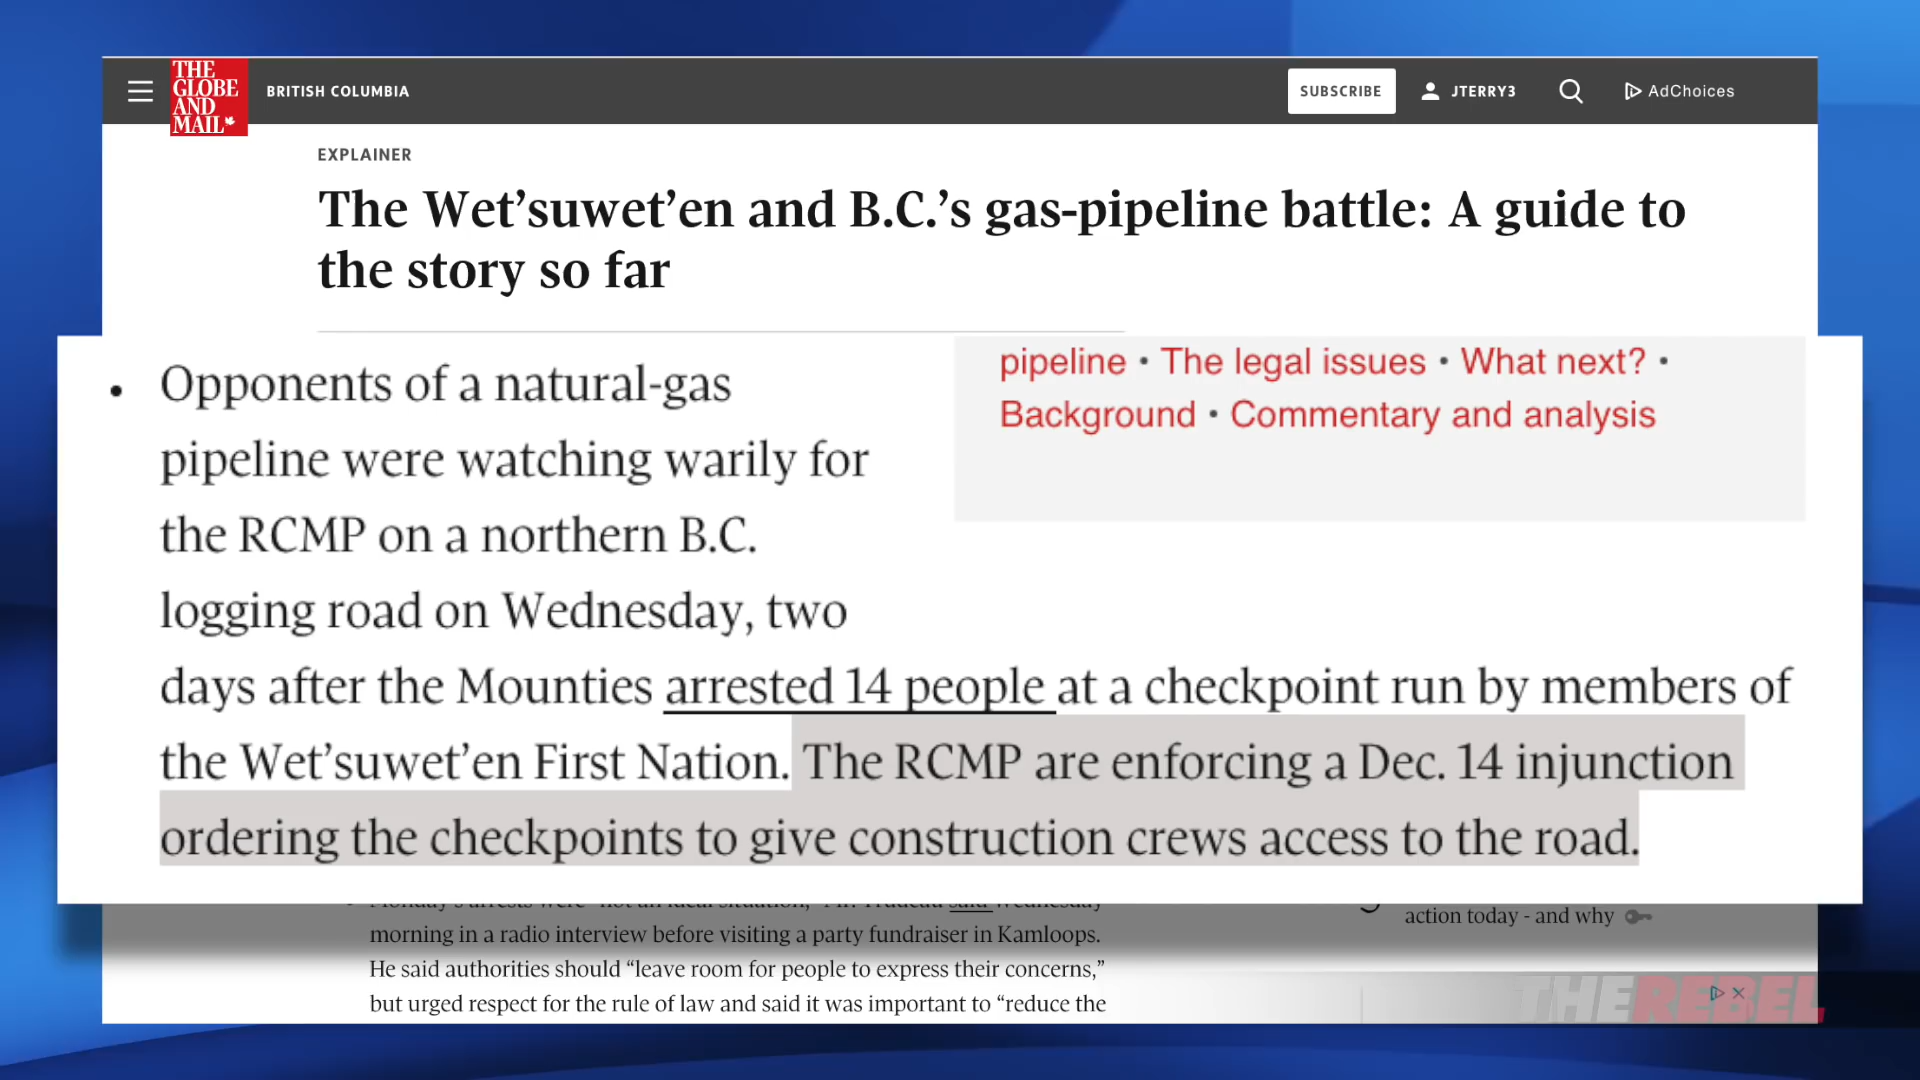 THE
GLOBE
AND
MAIL
BRITISH COLUMBIA
SUBSCRIBE
JTERRY3
AdChoices
EXPLAINER
The Wet’suwet’en and B.C.’s gas-pipeline battle: A guide to
the story so far
pipeline • The legal issues • What next? •
Background • Commentary and analysis
• Opponents of a natural-gas
pipeline were watching warily for
the RCMP on a northern B.C.
logging road on Wednesday, two
days after the Mounties arrested 14 people at a checkpoint run by members of
the Wet’suwet’en First Nation. The RCMP are enforcing a Dec. 14 injunction
ordering the checkpoints to give construction crews access to the road.
morning in a radio interview before visiting a party fundraiser in Kamloops.
He said authorities should “leave room for people to express their concerns,”
but urged respect for the rule of law and said it was important to “reduce the
action today - and why
THE REBEL